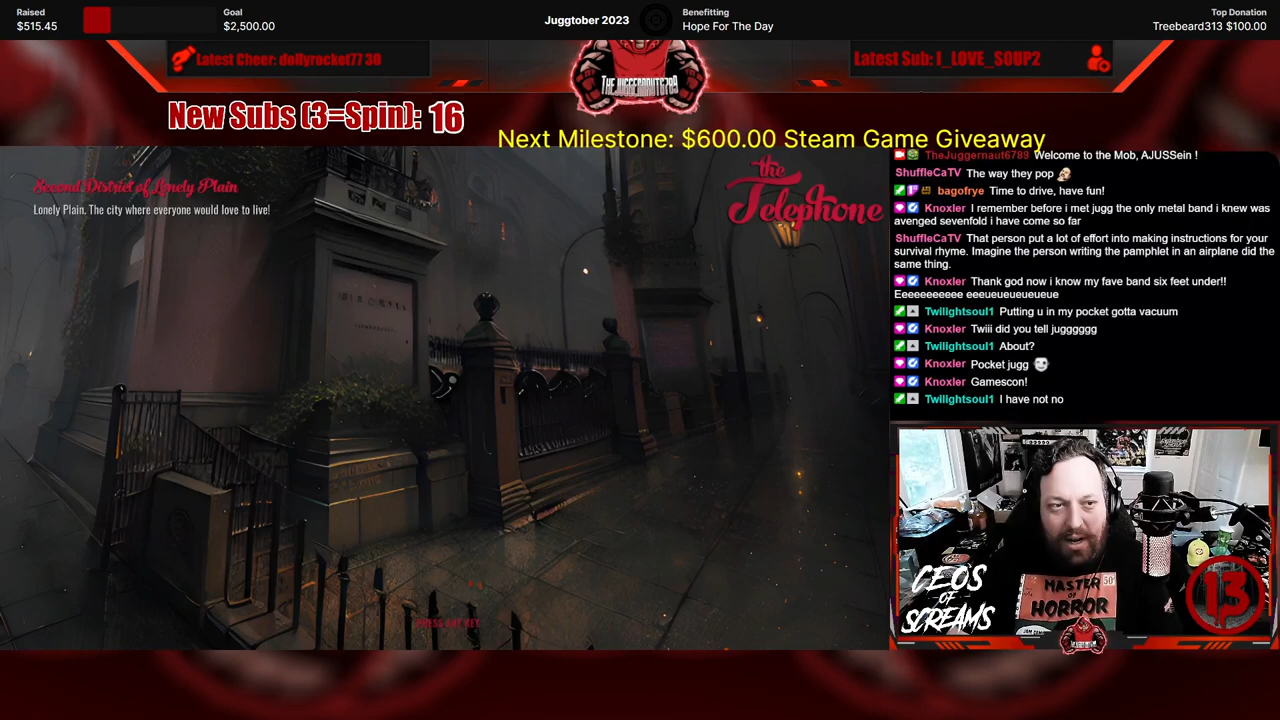 Raised
$515.45
Goal
$2,500.00
Juggtober 2023
Benefitting
Hope For The Day
Top Donation
Treebeard313 $100.00
Latest Cheer: dollyrocket77 30
THEJUGGERNAUT6789
Latest Sub: I_LOVE_SOUP2
New Subs (3=Spin): 16
Next Milestone: $600.00 Steam Game Giveaway
Second District of Lonely Plain
Lonely Plain. The city where everyone would love to live!
the
Telephone
PRESS ANY KEY
TheJuggernaut6789 Welcome to the Mob, AJUSSein !
ShuffleCaTV The way they pop
bagofrye Time to drive, have fun!
Knoxler I remember before i met jugg the only metal band i knew was
avenged sevenfold i have come so far
ShuffleCaTV That person put a lot of effort into making instructions for your
survival rhyme. Imagine the person writing the pamphlet in an airplane did the
same thing.
Knoxler Thank god now i know my fave band six feet under!!
Eeeeeeeeeee eeeueueueueueue
Twilightsoul1 Putting u in my pocket gotta vacuum
Knoxler Twiii did you tell jugggggg
Twilightsoul1 About?
Knoxler Pocket jugg
Knoxler Gamescon!
Twilightsoul1 I have not no
CEOS
OF
SCREAMS
MASTER
OF
HORROR
13